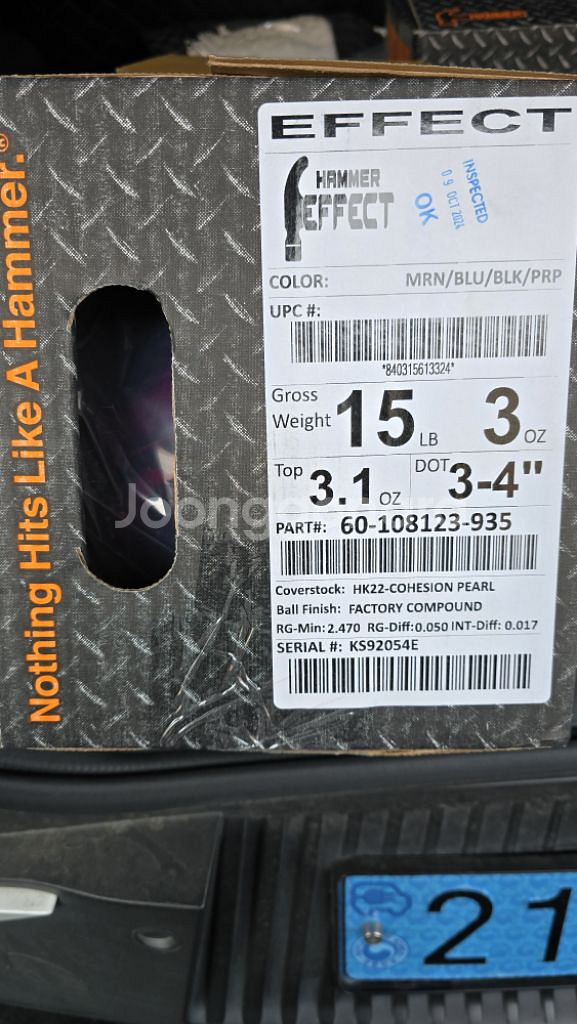 HAMMER
Nothing Hits Like A Hammer.®
EFFECT
HAMMER
EFFECT
INSPECTED
09 OCT 2024
OK
COLOR: MRN/BLU/BLK/PRP
UPC #:
*840315613324*
Gross
Weight 15 LB 3 OZ
Top 3.1 OZ DOT 3-4"
PART#: 60-108123-935
Coverstock: HK22-COHESION PEARL
Ball Finish: FACTORY COMPOUND
RG-Min: 2.470 RG-Diff: 0.050 INT-Diff: 0.017
SERIAL #: KS92054E
21